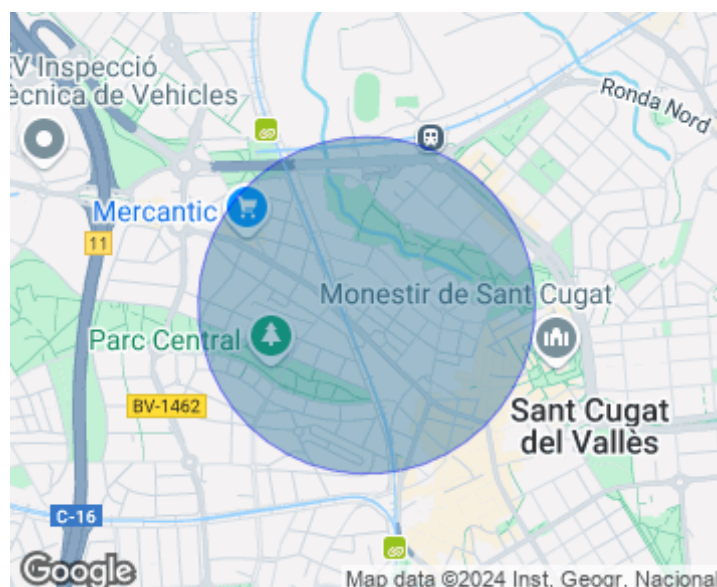 V Inspecció
ècnica de Vehicles
Ronda Nord
Mercantic
11
Monestir de Sant Cugat
Parc Central
BV-1462
Sant Cugat
del Vallès
C-16
Google
Map data ©2024 Inst. Geogr. Nacional